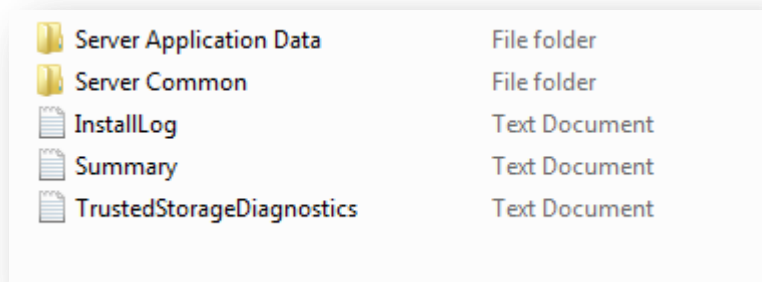 Server Application Data File folder
Server Common File folder
InstallLog Text Document
Summary Text Document
TrustedStorageDiagnostics Text Document